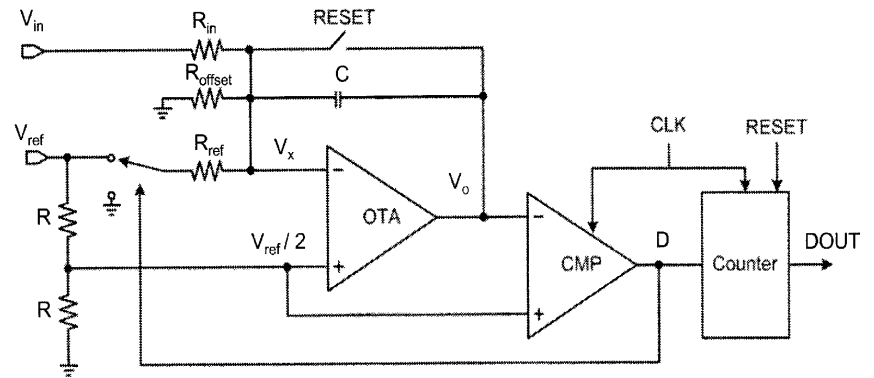 V_in
R_in
RESET
R_offset
C
V_ref
R_ref
V_x
CLK
RESET
−
V_o
−
R
OTA
D
DOUT
V_ref / 2
+
CMP
Counter
R
+